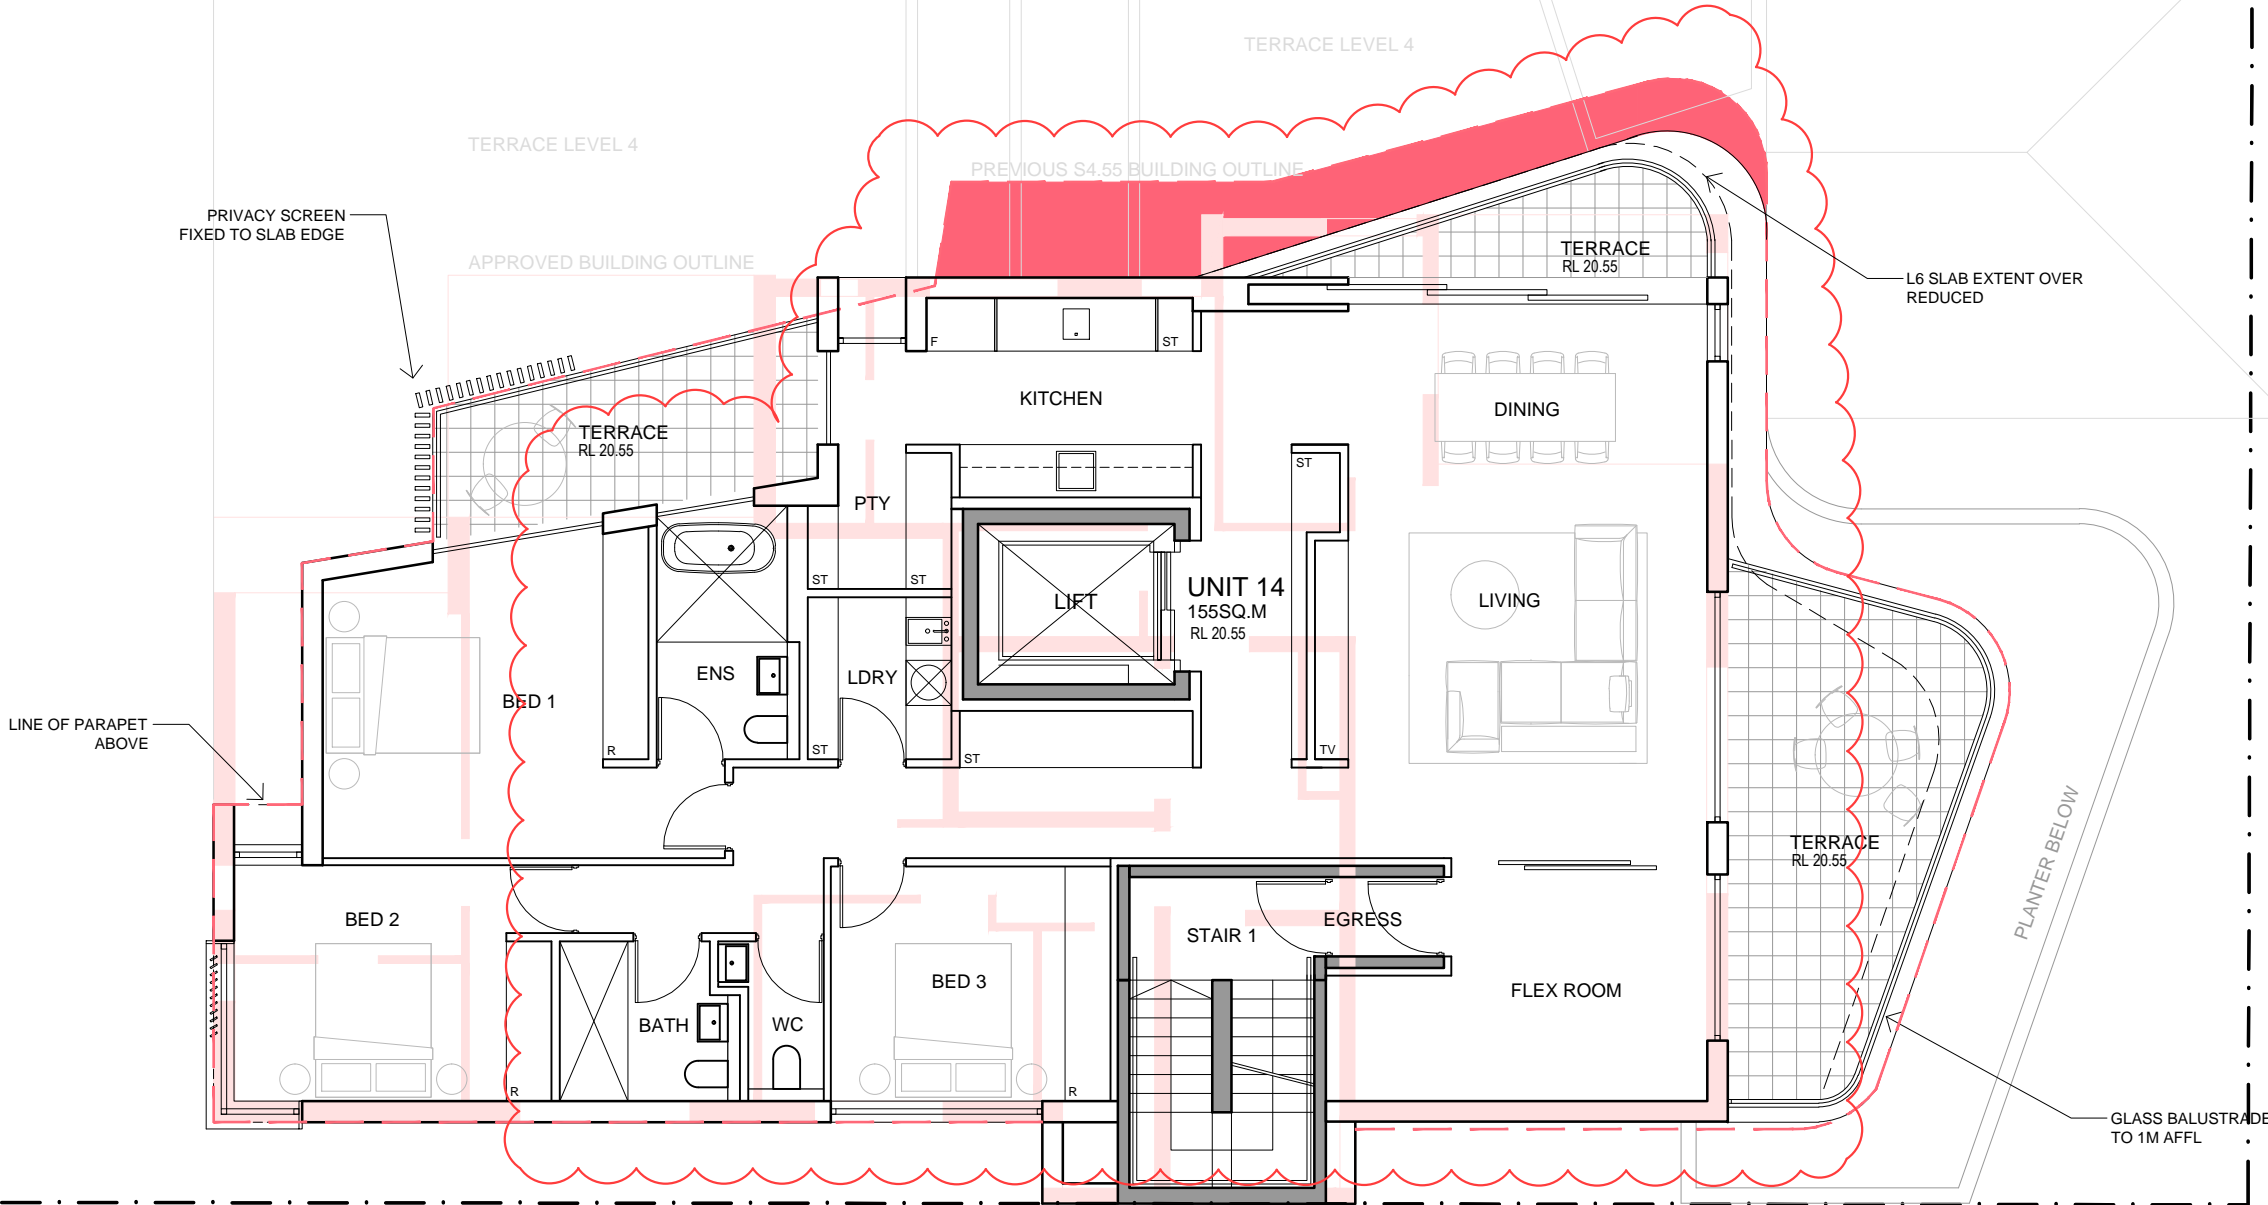 TERRACE LEVEL 4
TERRACE LEVEL 4
PREVIOUS S4.55 BUILDING OUTLINE
PRIVACY SCREEN
FIXED TO SLAB EDGE
APPROVED BUILDING OUTLINE
TERRACE
RL 20.55
L6 SLAB EXTENT OVER
REDUCED
F
ST
KITCHEN
DINING
TERRACE
RL 20.55
ST
PTY
ST
ST
LIFT
UNIT 14
155SQ.M
RL 20.55
LIVING
ENS
LDRY
BED 1
LINE OF PARAPET
ABOVE
R
ST
ST
TV
TERRACE
RL 20.55
PLANTER BELOW
BED 2
STAIR 1
EGRESS
BED 3
FLEX ROOM
BATH
WC
R
R
GLASS BALUSTRADE
TO 1M AFFL